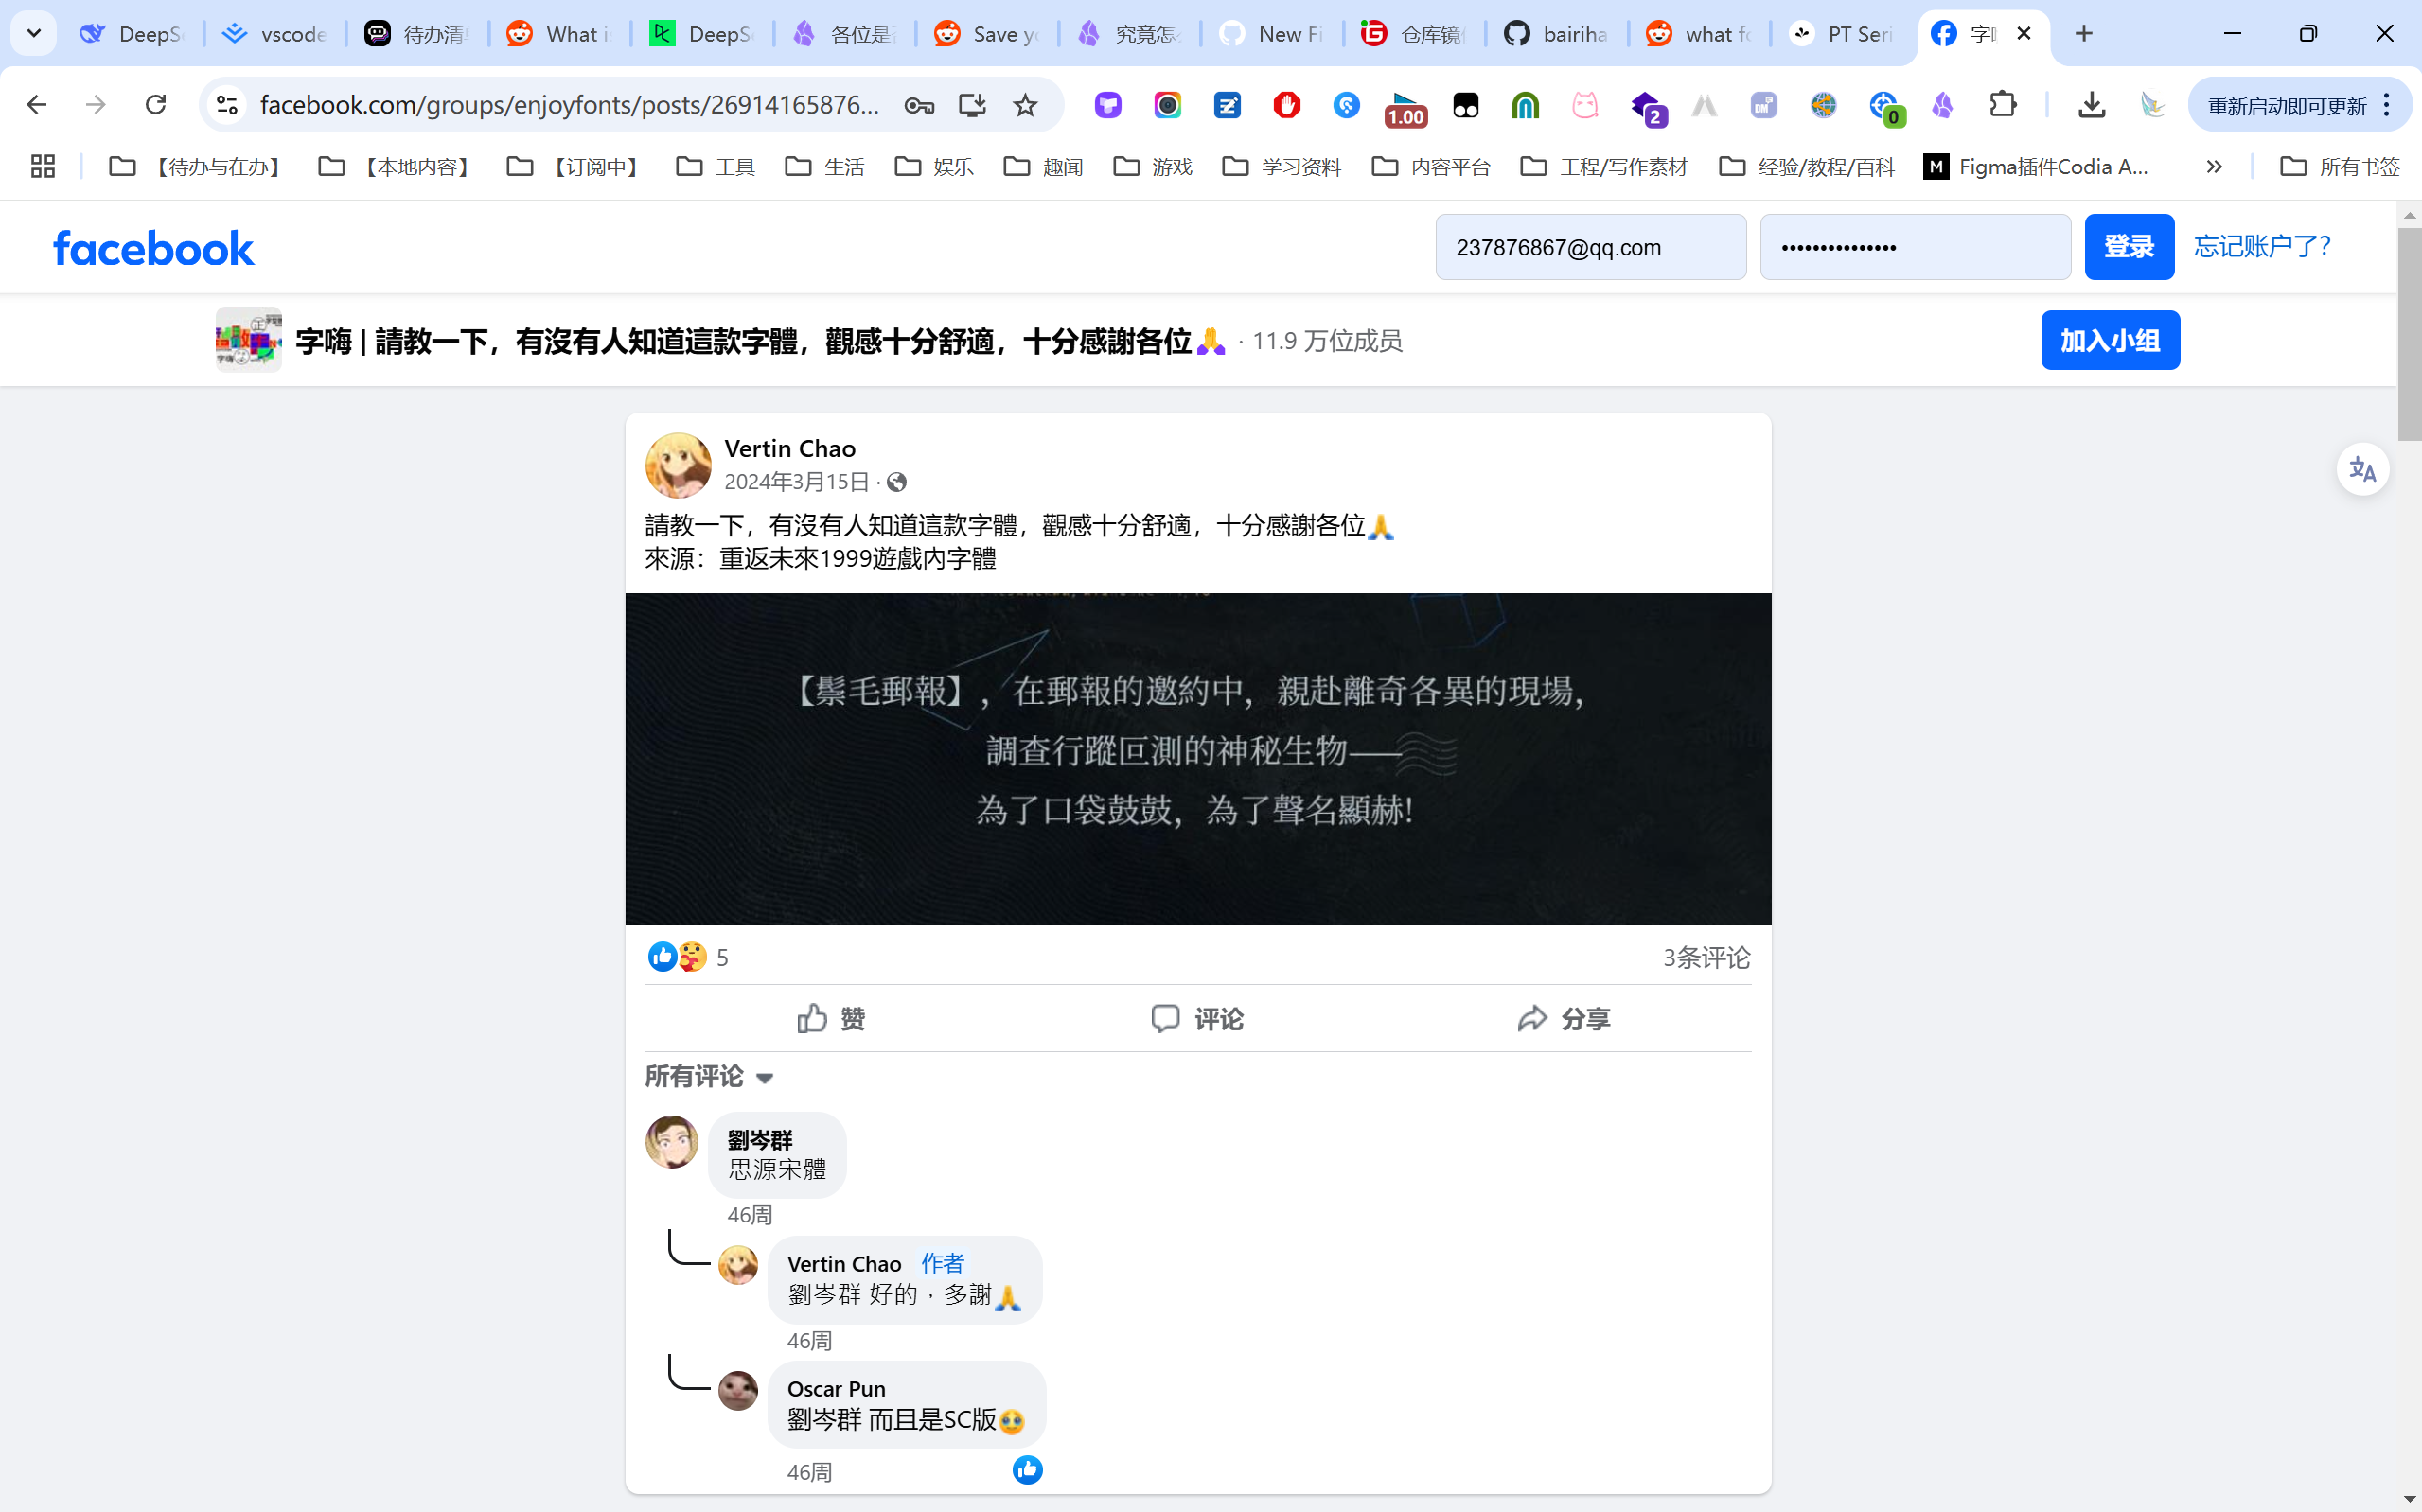 DeepS
vscode
待办清单
What is
DeepS
各位是
Save yo
究竟怎么
New Fi
仓库镜像
bairiha
what fo
PT Seri
字嗨
facebook.com/groups/enjoyfonts/posts/26914165876...
1.00
2
DM
0
重新启动即可更新
【待办与在办】
【本地内容】
【订阅中】
工具
生活
娱乐
趣闻
游戏
学习资料
内容平台
工程/写作素材
经验/教程/百科
M
Figma插件Codia A...
所有书签
facebook
237876867@qq.com
•••••••••••••••
登录
忘记账户了？
字嗨 | 請教一下，有沒有人知道這款字體，觀感十分舒適，十分感謝各位🙏 · 11.9 万位成员
加入小组
Vertin Chao
2024年3月15日 ·
請教一下，有沒有人知道這款字體，觀感十分舒適，十分感謝各位🙏
來源：重返未來1999遊戲內字體
【鬃毛郵報】，在郵報的邀約中，親赴離奇各異的現場，
調查行蹤叵測的神秘生物——
為了口袋鼓鼓，為了聲名顯赫！
5
3条评论
赞
评论
分享
所有评论
劉岑群
思源宋體
46周
Vertin Chao 作者
劉岑群 好的，多謝🙏
46周
Oscar Pun
劉岑群 而且是SC版🥹
46周